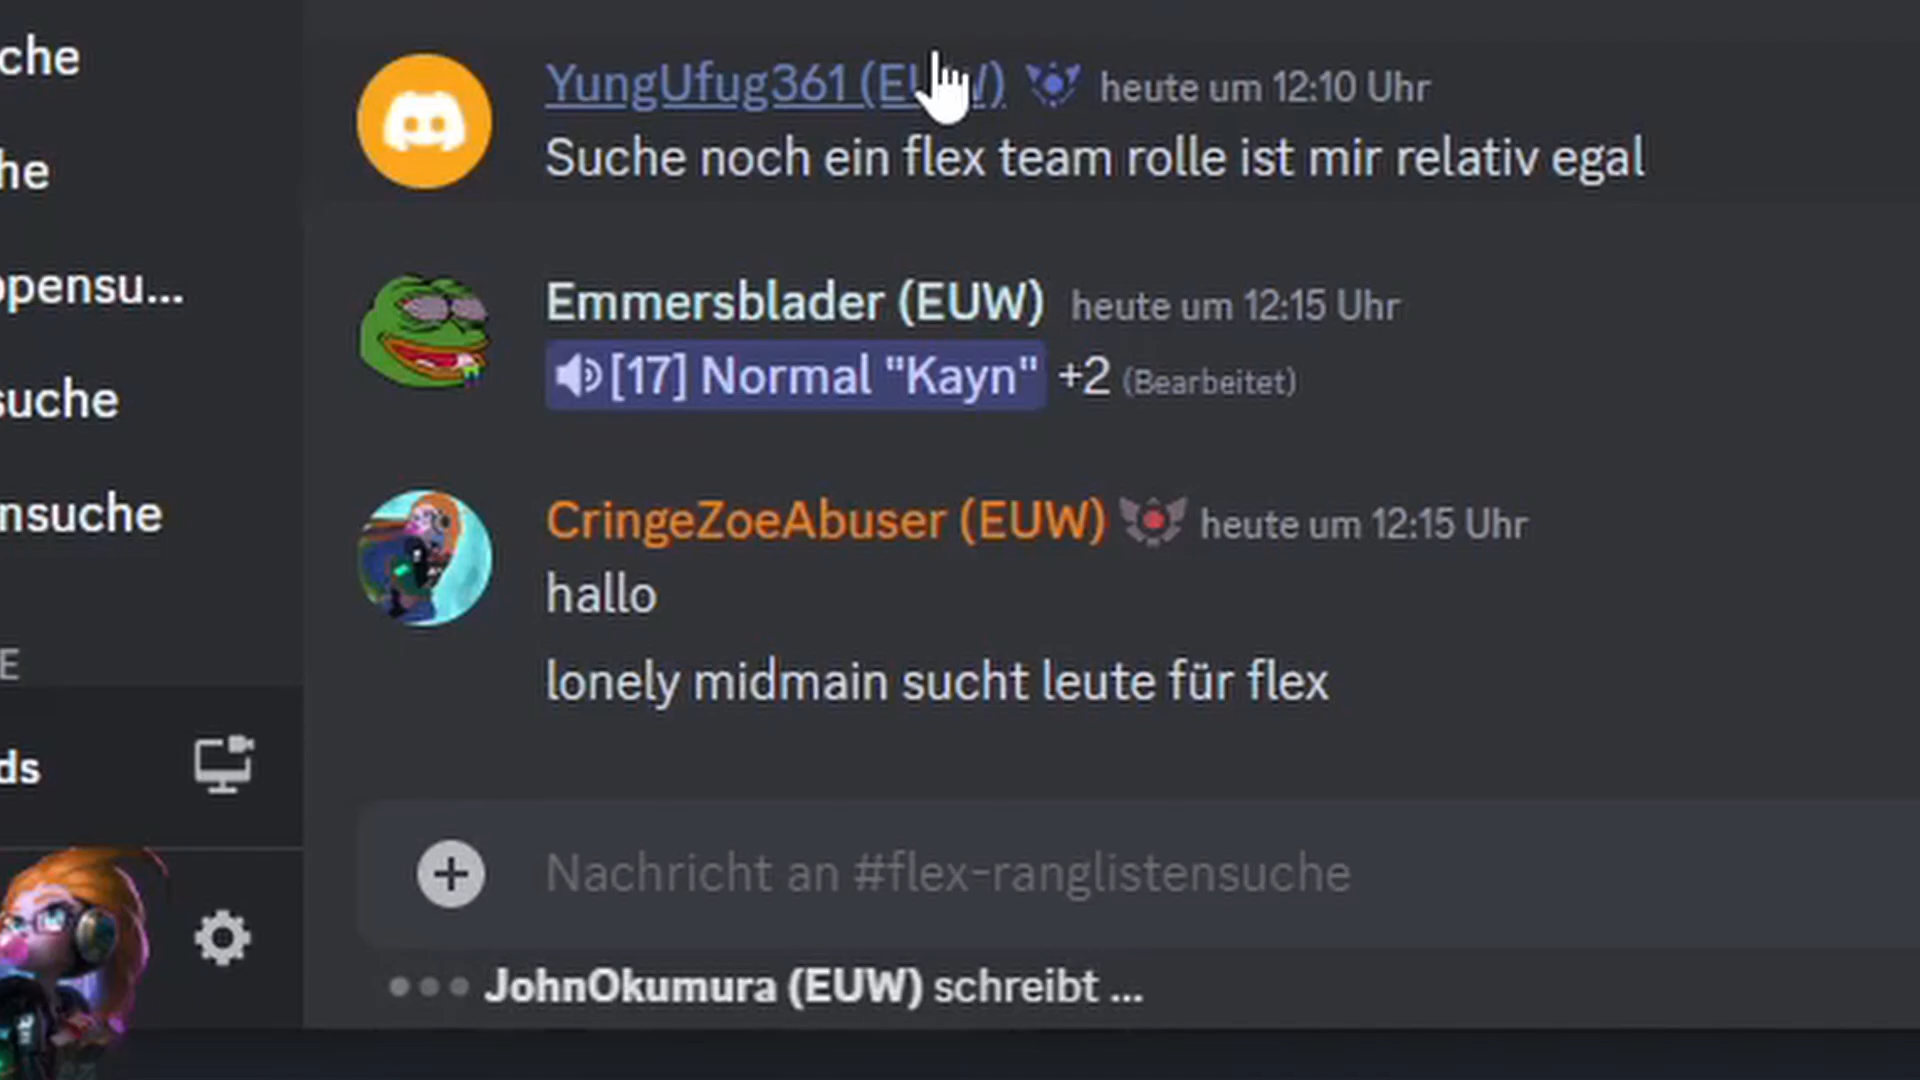 che
YungUfug361 (EUW) heute um 12:10 Uhr
Suche noch ein flex team rolle ist mir relativ egal
he
ppensu...
Emmersblader (EUW) heute um 12:15 Uhr
[17] Normal "Kayn" +2 (Bearbeitet)
suche
nsuche
CringeZoeAbuser (EUW) heute um 12:15 Uhr
hallo
lonely midmain sucht leute für flex
E
ds
Nachricht an #flex-ranglistensuche
JohnOkumura (EUW) schreibt ...